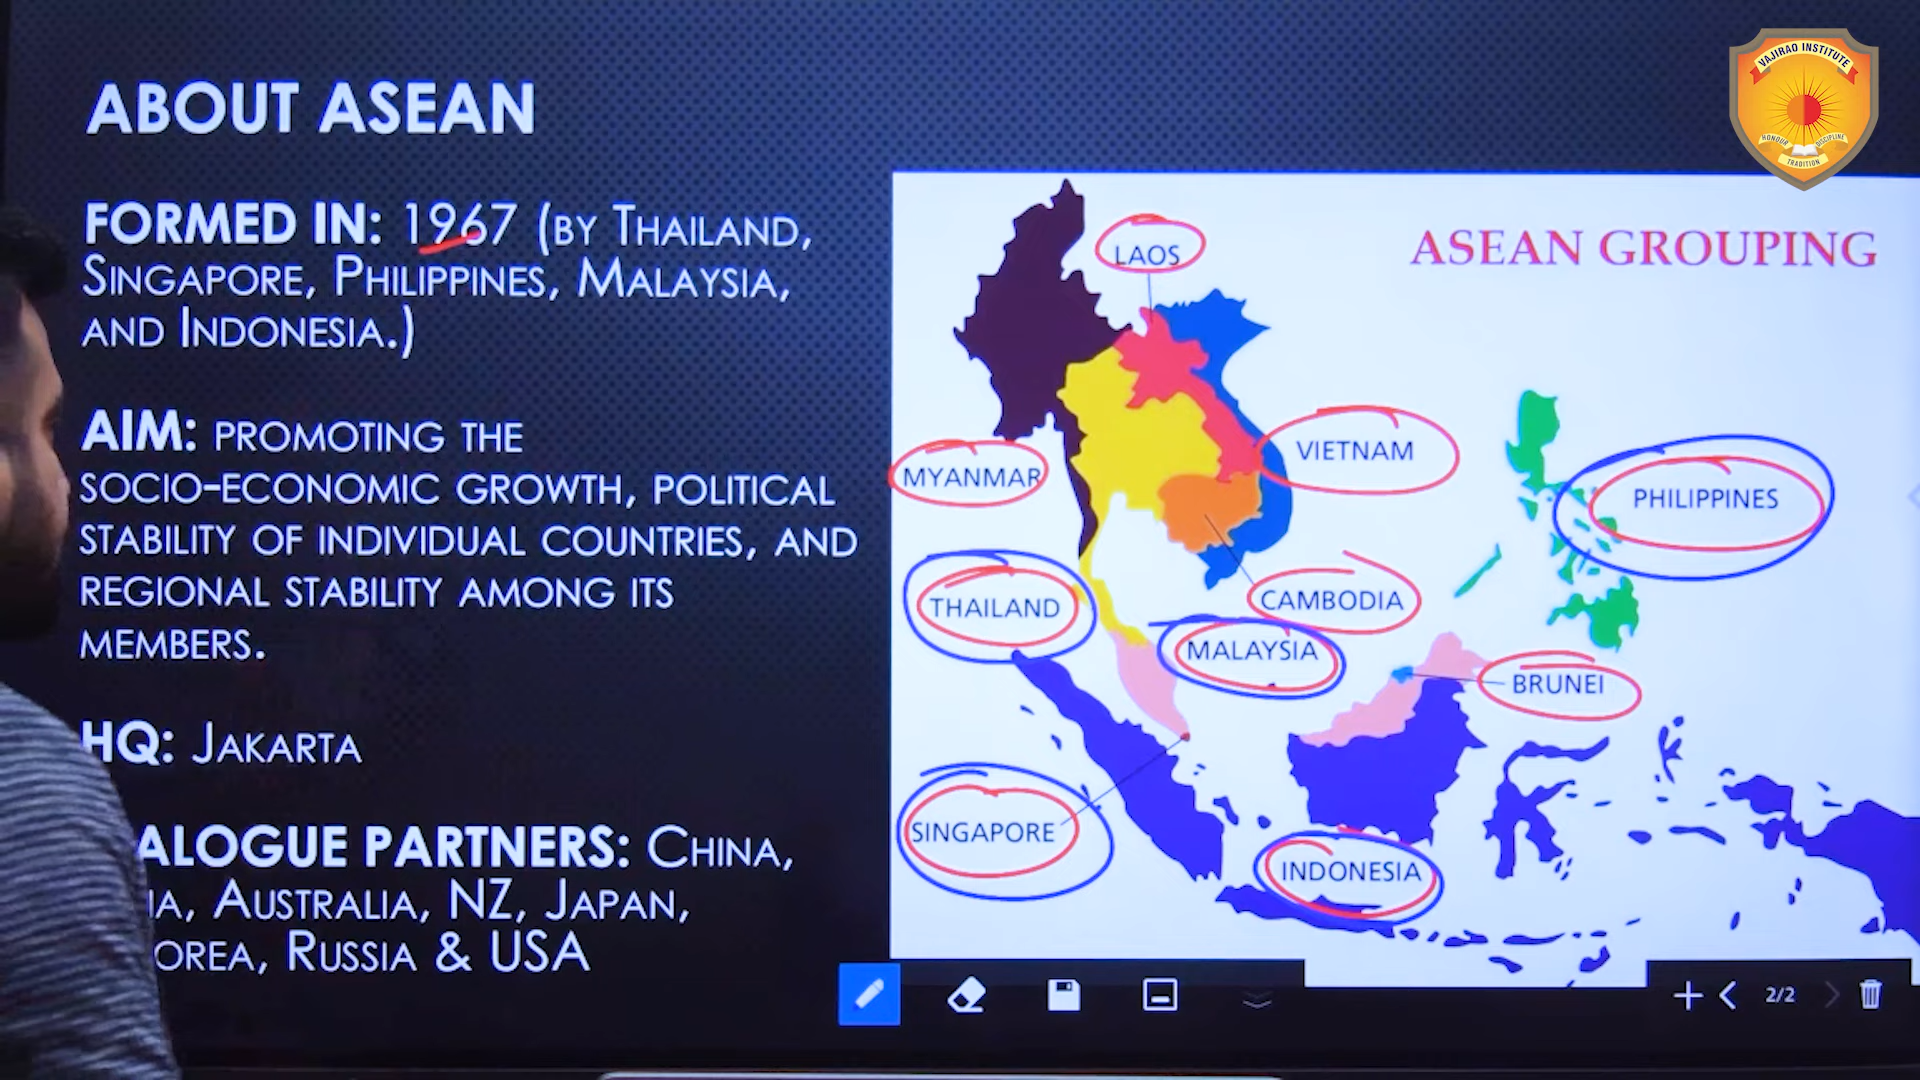 ABOUT ASEAN
FORMED IN: 1967 (BY THAILAND,
SINGAPORE, PHILIPPINES, MALAYSIA,
AND INDONESIA.)
AIM: PROMOTING THE
SOCIO-ECONOMIC GROWTH, POLITICAL
STABILITY OF INDIVIDUAL COUNTRIES, AND
REGIONAL STABILITY AMONG ITS
MEMBERS.
HQ: JAKARTA
ALOGUE PARTNERS: CHINA,
IA, AUSTRALIA, NZ, JAPAN,
OREA, RUSSIA & USA
VAJIRAO INSTITUTE
HONOUR DISCIPLINE
TRADITION
ASEAN GROUPING
LAOS
VIETNAM
MYANMAR
PHILIPPINES
THAILAND
CAMBODIA
MALAYSIA
BRUNEI
SINGAPORE
INDONESIA
2/2